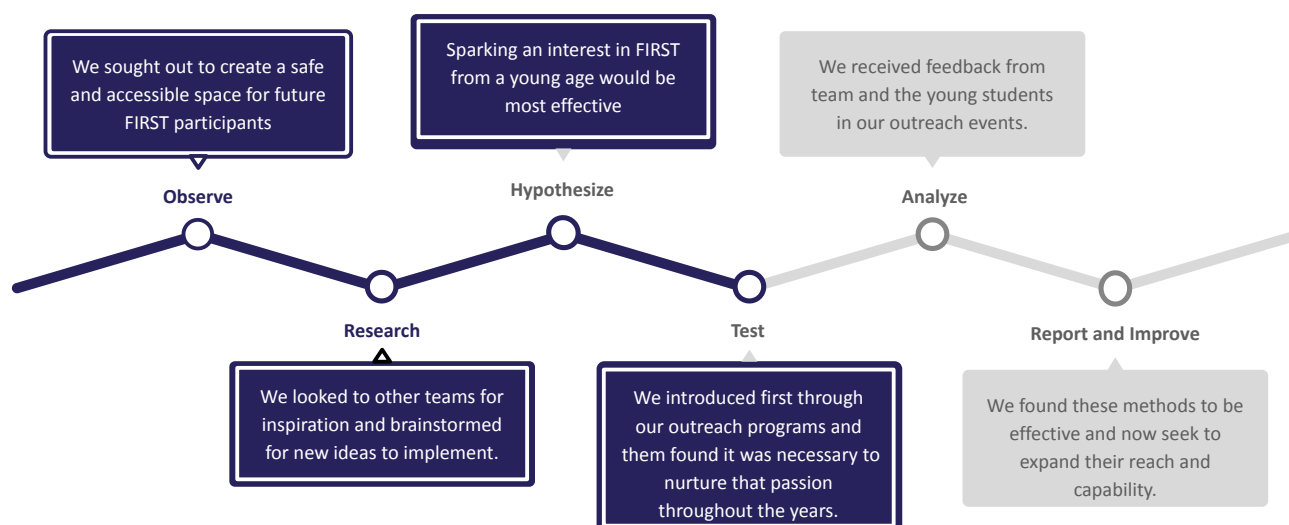 We sought out to create a safe
and accessible space for future
FIRST participants
Observe
Research
We looked to other teams for
inspiration and brainstormed
for new ideas to implement.
Sparking an interest in FIRST
from a young age would be
most effective
Hypothesize
Test
We introduced first through
our outreach programs and
them found it was necessary to
nurture that passion
throughout the years.
We received feedback from
team and the young students
in our outreach events.
Analyze
Report and Improve
We found these methods to be
effective and now seek to
expand their reach and
capability.